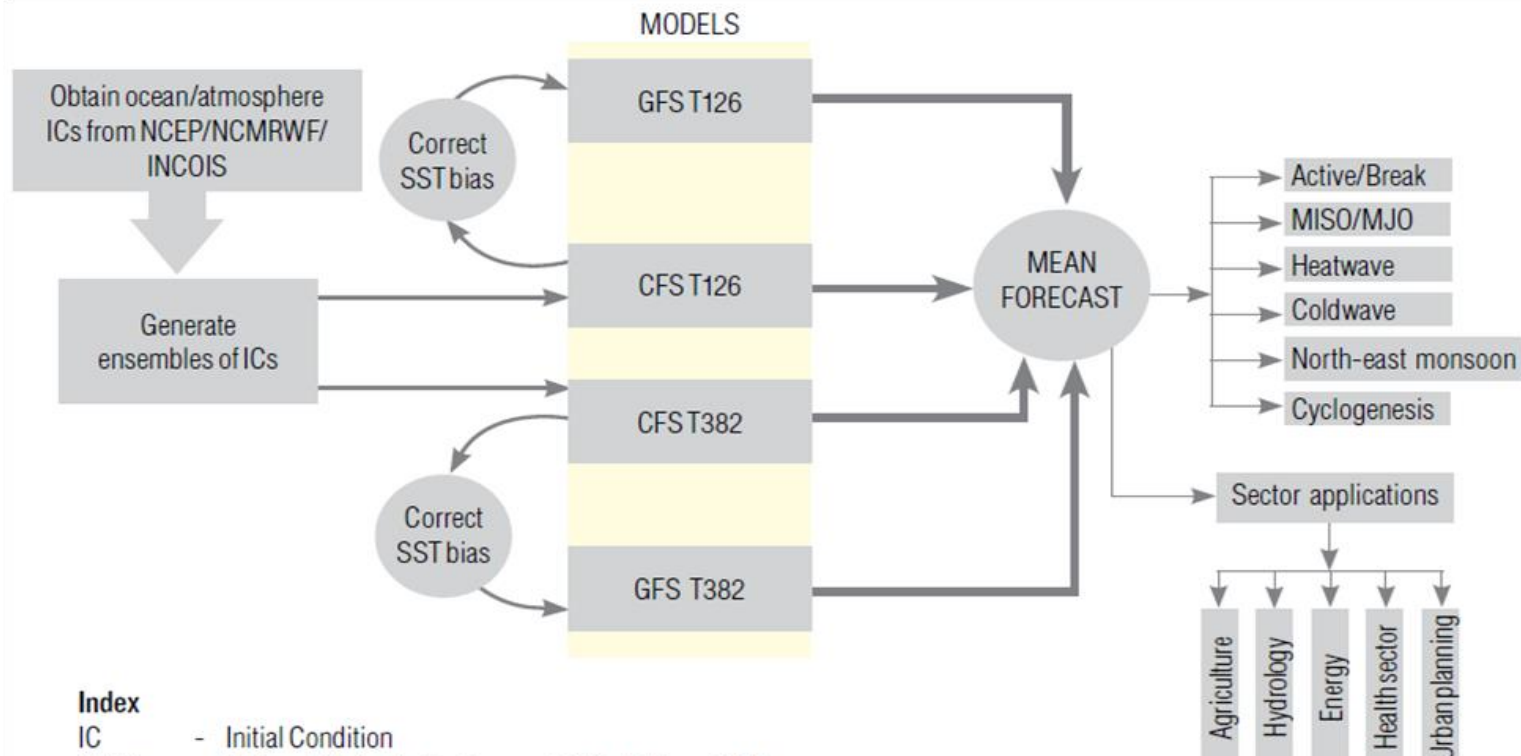 MODELS
Obtain ocean/atmosphere
ICs from NCEP/NCMRWF/
INCOIS
Generate
ensembles of ICs
Correct
SST bias
Correct
SST bias
GFS T126
CFS T126
CFS T382
GFS T382
MEAN
FORECAST
Active/Break
MISO/MJO
Heatwave
Coldwave
North-east monsoon
Cyclogenesis
Sector applications
Agriculture
Hydrology
Energy
Health sector
Urban planning
Index
IC - Initial Condition